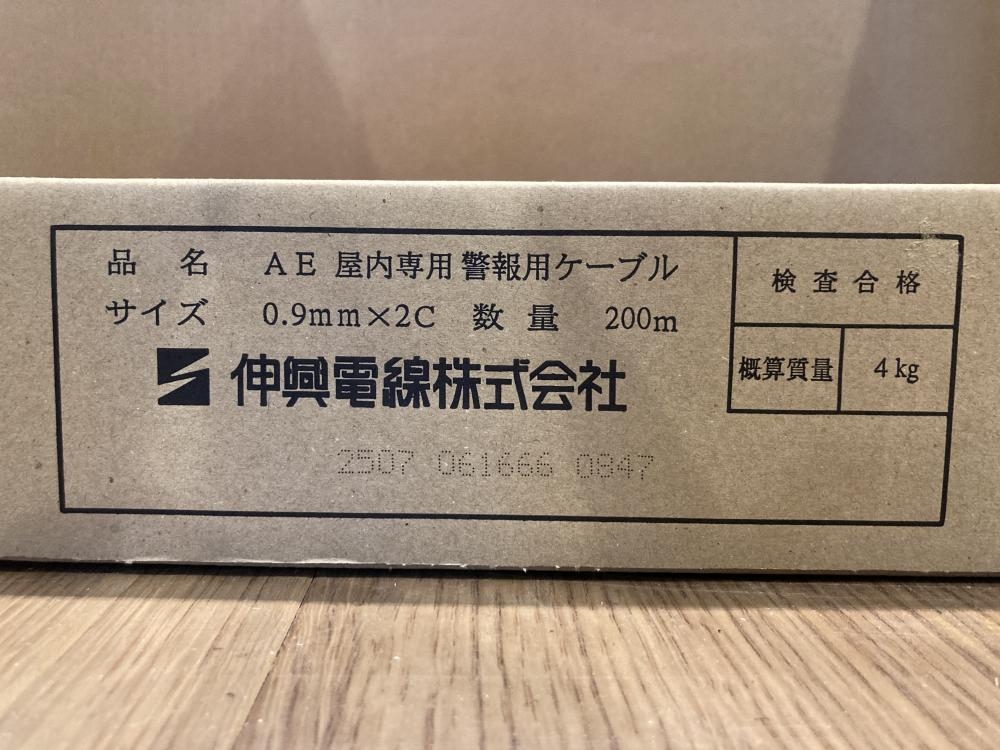 品名 AE 屋内専用 警報用ケーブル
サイズ 0.9mm×2C 数量 200m
伸興電線株式会社
2507 061666 0847
検査合格
概算質量 4kg